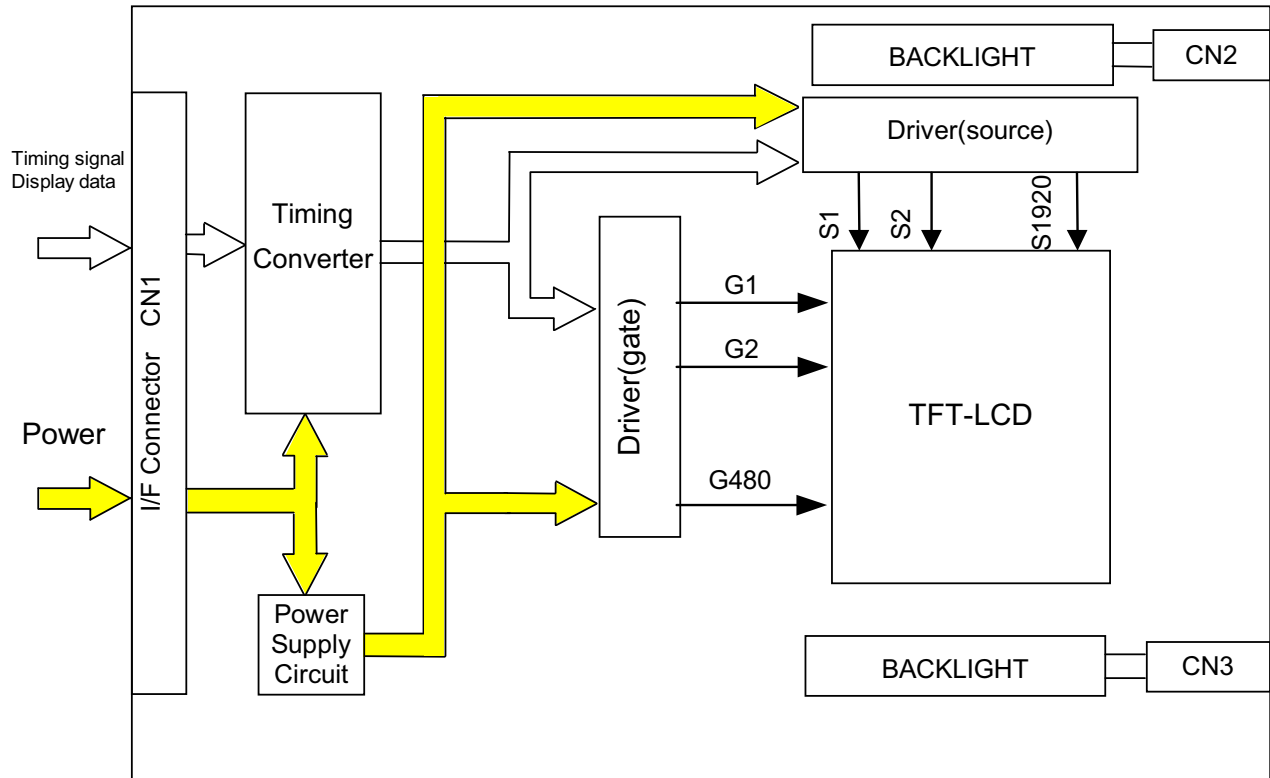 BACKLIGHT
CN2
Driver(source)
Timing signal
Display data
Timing
Converter
S1
S2
S1920
I/F Connector CN1
Driver(gate)
G1
G2
G480
TFT-LCD
Power
Power
Supply
Circuit
BACKLIGHT
CN3